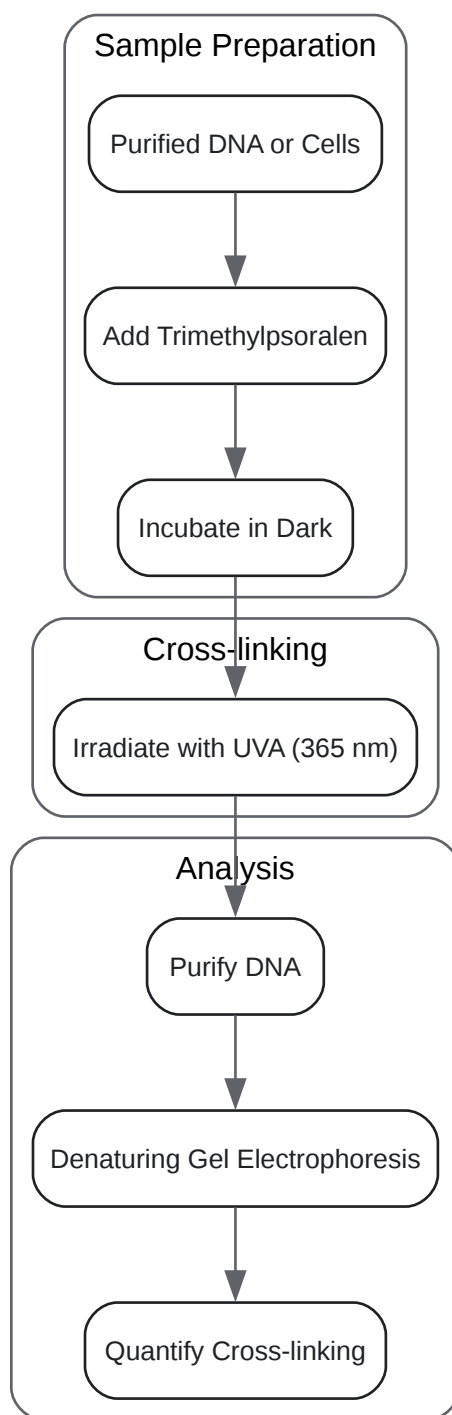 Sample Preparation
Purified DNA or Cells
Add Trimethylpsoralen
Incubate in Dark
Cross-linking
Irradiate with UVA (365 nm)
Analysis
Purify DNA
Denaturing Gel Electrophoresis
Quantify Cross-linking